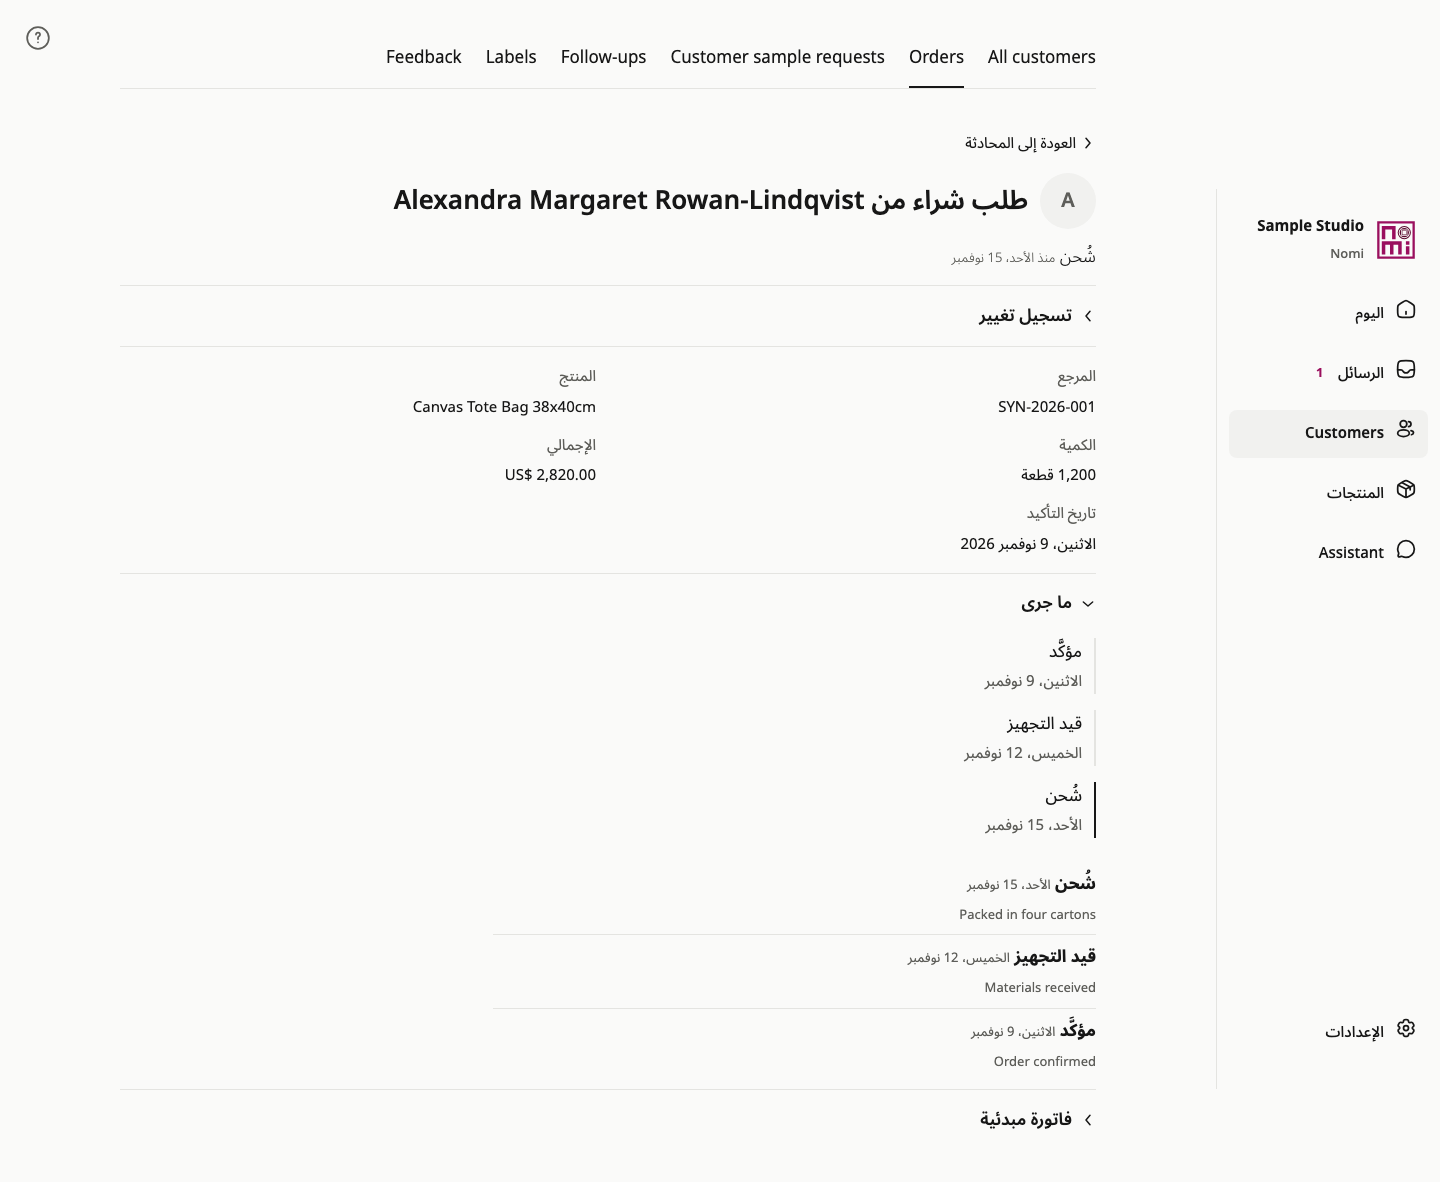 All customers
Orders
Customer sample requests
Follow-ups
Labels
Feedback
Sample Studio
Nomi
اليوم
الرسائل 1
Customers
المنتجات
Assistant
الإعدادات
العودة إلى المحادثة
A
طلب شراء من Alexandra Margaret Rowan-Lindqvist
شُحن منذ الأحد، 15 نوفمبر
تسجيل تغيير
المرجع
SYN-2026-001
المنتج
Canvas Tote Bag 38x40cm
الكمية
1,200 قطعة
الإجمالي
US$ 2,820.00
تاريخ التأكيد
الاثنين، 9 نوفمبر 2026
ما جرى
مؤكَّد
الاثنين، 9 نوفمبر
قيد التجهيز
الخميس، 12 نوفمبر
شُحن
الأحد، 15 نوفمبر
شُحن الأحد، 15 نوفمبر
Packed in four cartons
قيد التجهيز الخميس، 12 نوفمبر
Materials received
مؤكَّد الاثنين، 9 نوفمبر
Order confirmed
فاتورة مبدئية